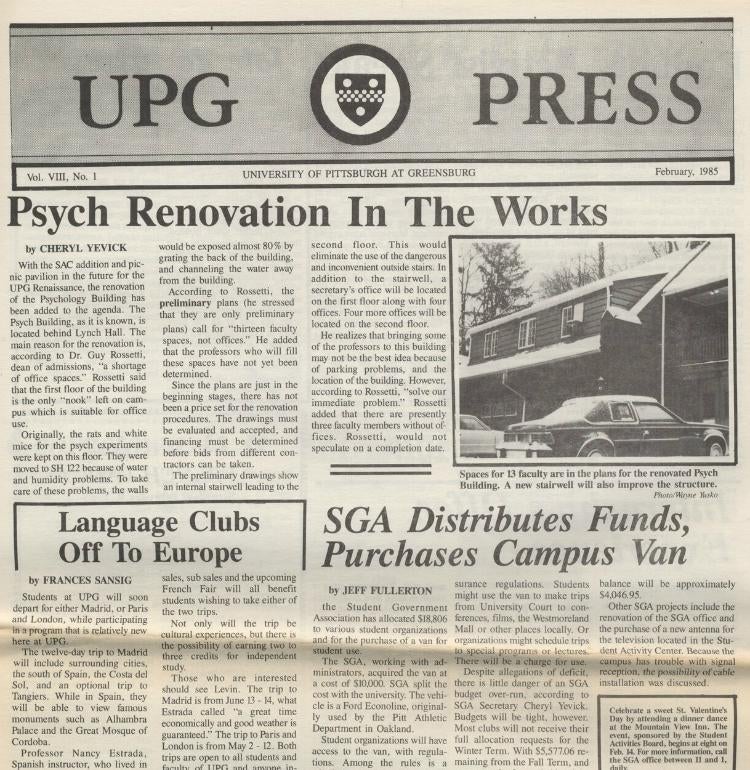 UPG PRESS
Vol. VIII, No. 1
UNIVERSITY OF PITTSBURGH AT GREENSBURG
February, 1985
Psych Renovation In The Works
by CHERYL YEVICK
With the SAC addition and pic-
nic pavilion in the future for the
UPG Renaissance, the renovation
of the Psychology Building has
been added to the agenda. The
Psych Building, as it is known, is
located behind Lynch Hall. The
main reason for the renovation is,
according to Dr. Guy Rossetti,
dean of admissions, "a shortage
of office spaces." Rossetti said
that the first floor of the building
is the only "nook" left on cam-
pus which is suitable for office
use.
Originally, the rats and white
mice for the psych experiments
were kept on this floor. They were
moved to SH 122 because of water
and humidity problems. To take
care of these problems, the walls
would be exposed almost 80% by
grating the back of the building,
and channeling the water away
from the building.
According to Rossetti, the
preliminary plans (he stressed
that they are only preliminary
plans) call for "thirteen faculty
spaces, not offices." He added
that the professors who will fill
these spaces have not yet been
determined.
Since the plans are just in the
beginning stages, there has not
been a price set for the renovation
procedures. The drawings must
be evaluated and accepted, and
financing must be determined
before bids from different con-
tractors can be taken.
The preliminary drawings show
an internal stairwell leading to the
second floor. This would
eliminate the use of the dangerous
and inconvenient outside stairs. In
addition to the stairwell, a
secretary's office will be located
on the first floor along with four
offices. Four more offices will be
located on the second floor.
He realizes that bringing some
of the professors to this building
may not be the best idea because
of parking problems, and the
location of the building. However,
according to Rossetti, "solve our
immediate problem." Rossetti
added that there are presently
three faculty members without of-
fices. Rossetti, would not
speculate on a completion date.
Spaces for 13 faculty are in the plans for the renovated Psych
Building. A new stairwell will also improve the structure.
Photo/Wayne Yusko
Language Clubs
Off To Europe
by FRANCES SANSIG
Students at UPG will soon
depart for either Madrid, or Paris
and London, while participating
in a program that is relatively new
here at UPG.
The twelve-day trip to Madrid
will include surrounding cities,
the south of Spain, the Costa del
Sol, and an optional trip to
Tangiers. While in Spain, they
will be able to view famous
monuments such as Alhambra
Palace and the Great Mosque of
Cordoba.
Professor Nancy Estrada,
Spanish instructor, who lived in
sales, sub sales and the upcoming
French Fair will all benefit
students wishing to take either of
the two trips.
Not only will the trip be
cultural experiences, but there is
the possibility of earning two to
three credits for independent
study.
Those who are interested
should see Levin. The trip to
Madrid is from June 13 - 14, what
Estrada called "a great time
economically and good weather is
guaranteed." The trip to Paris and
London is from May 2 - 12. Both
trips are open to all students and
faculty of UPG and anyone in-
SGA Distributes Funds,
Purchases Campus Van
by JEFF FULLERTON
the Student Government
Association has allocated $18,806
to various student organizations
and for the purchase of a van for
student use.
The SGA, working with ad-
ministrators, acquired the van at
a cost of $10,000. SGA split the
cost with the university. The vehi-
cle is a Ford Econoline, original-
ly used by the Pitt Athletic
Department in Oakland.
Student organizations will have
access to the van, with regula-
tions. Among the rules is a
surance regulations. Students
might use the van to make trips
from University Court to con-
ferences, films, the Westmoreland
Mall or other places locally. Or
organizations might schedule trips
to special programs or lectures.
There will be a charge for use.
Despite allegations of deficit,
there is little danger of an SGA
budget over-run, according to
SGA Secretary Cheryl Yevick.
Budgets will be tight, however.
Most clubs will not receive their
full allocation requests for the
Winter Term. With $5,577.06 re-
maining from the Fall Term, and
balance will be approximately
$4,046.95.
Other SGA projects include the
renovation of the SGA office and
the purchase of a new antenna for
the television located in the Stu-
dent Activity Center. Because the
campus has trouble with signal
reception, the possibility of cable
installation was discussed.
Celebrate a sweet St. Valentine's
Day by attending a dinner dance
at the Mountain View Inn. The
event, sponsored by the Student
Activities Board, begins at eight on
Feb. 14. For more information, call
the SGA office between 11 and 1,
daily.